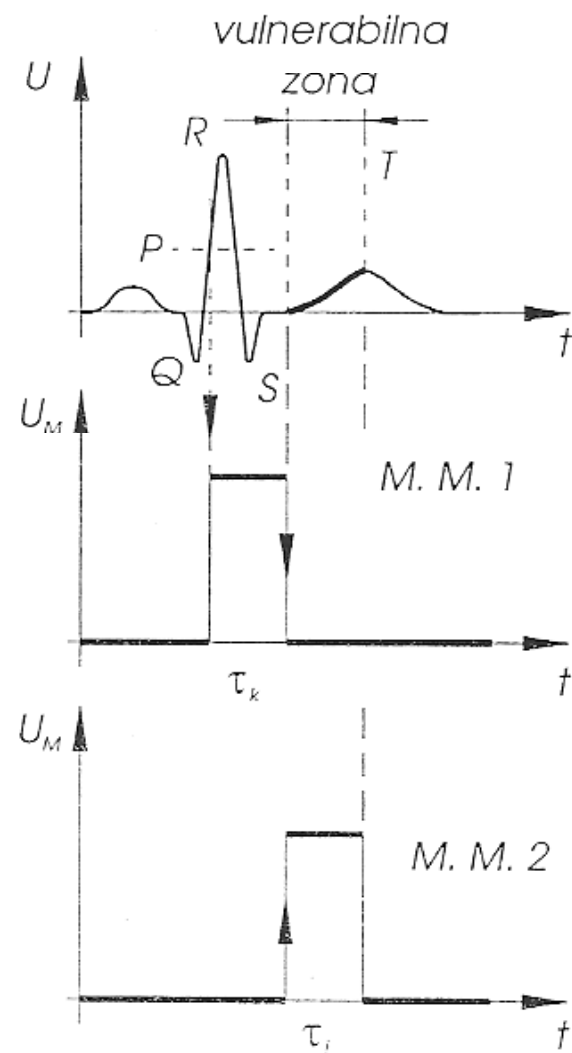 vulnerabilna
zona
U
R
T
P
t
Q
S
U_M
M. M. 1
τ_k
t
U_M
M. M. 2
τ_i
t